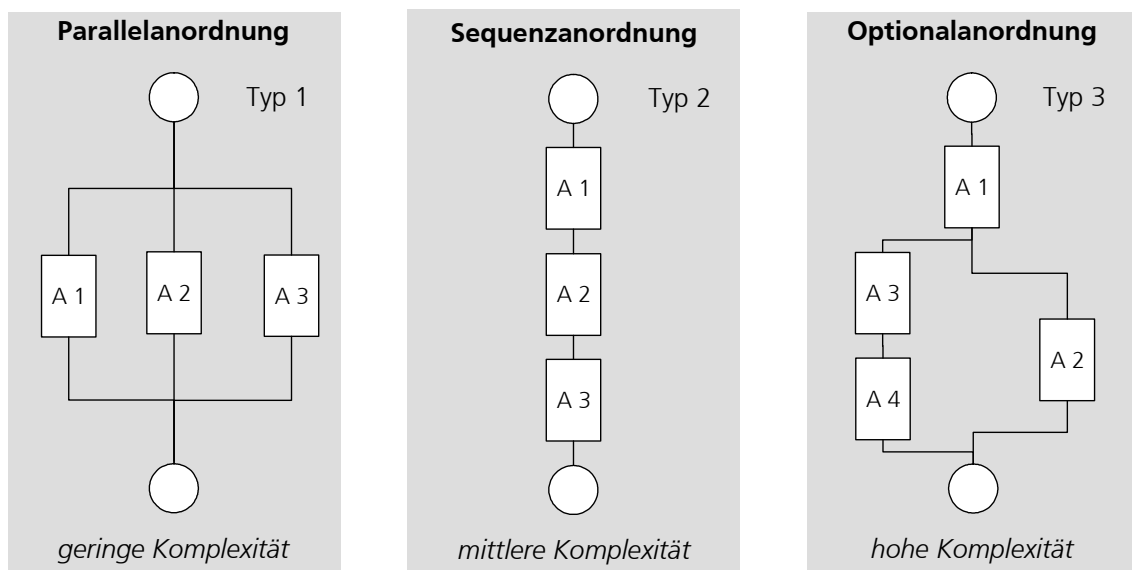 Parallelanordnung
Typ 1
A 1
A 2
A 3
geringe Komplexität
Sequenzanordnung
Typ 2
A 1
A 2
A 3
mittlere Komplexität
Optionalanordnung
Typ 3
A 1
A 3
A 2
A 4
hohe Komplexität